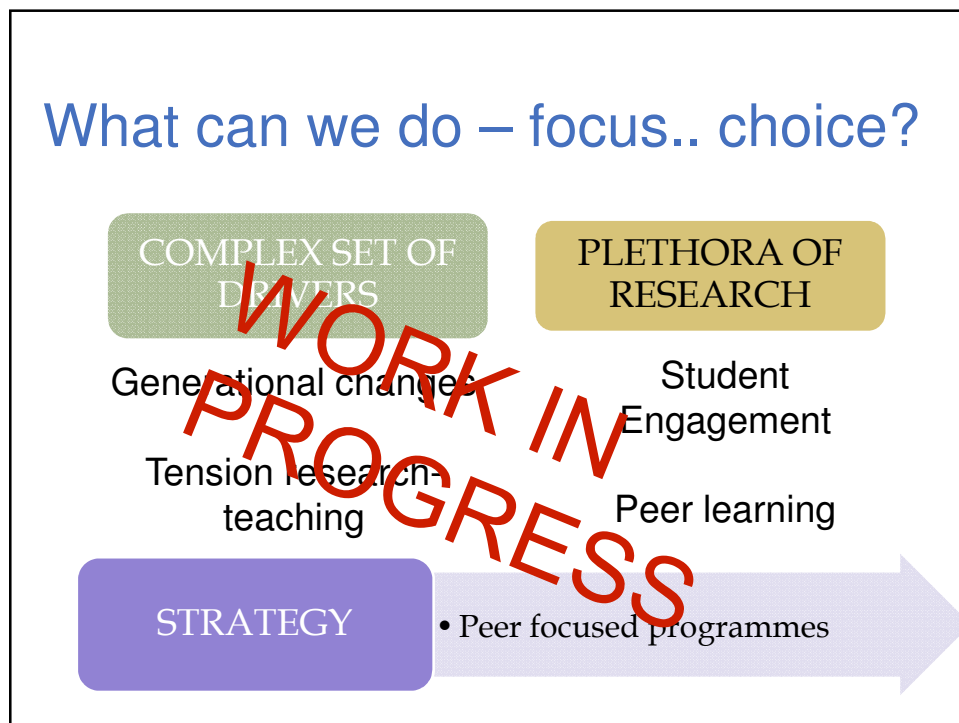 What can we do – focus.. choice?
COMPLEX SET OF
DRIVERS
Generational changes
Tension research-
teaching
PLETHORA OF
RESEARCH
Student
Engagement
Peer learning
WORK IN
PROGRESS
STRATEGY
• Peer focused programmes